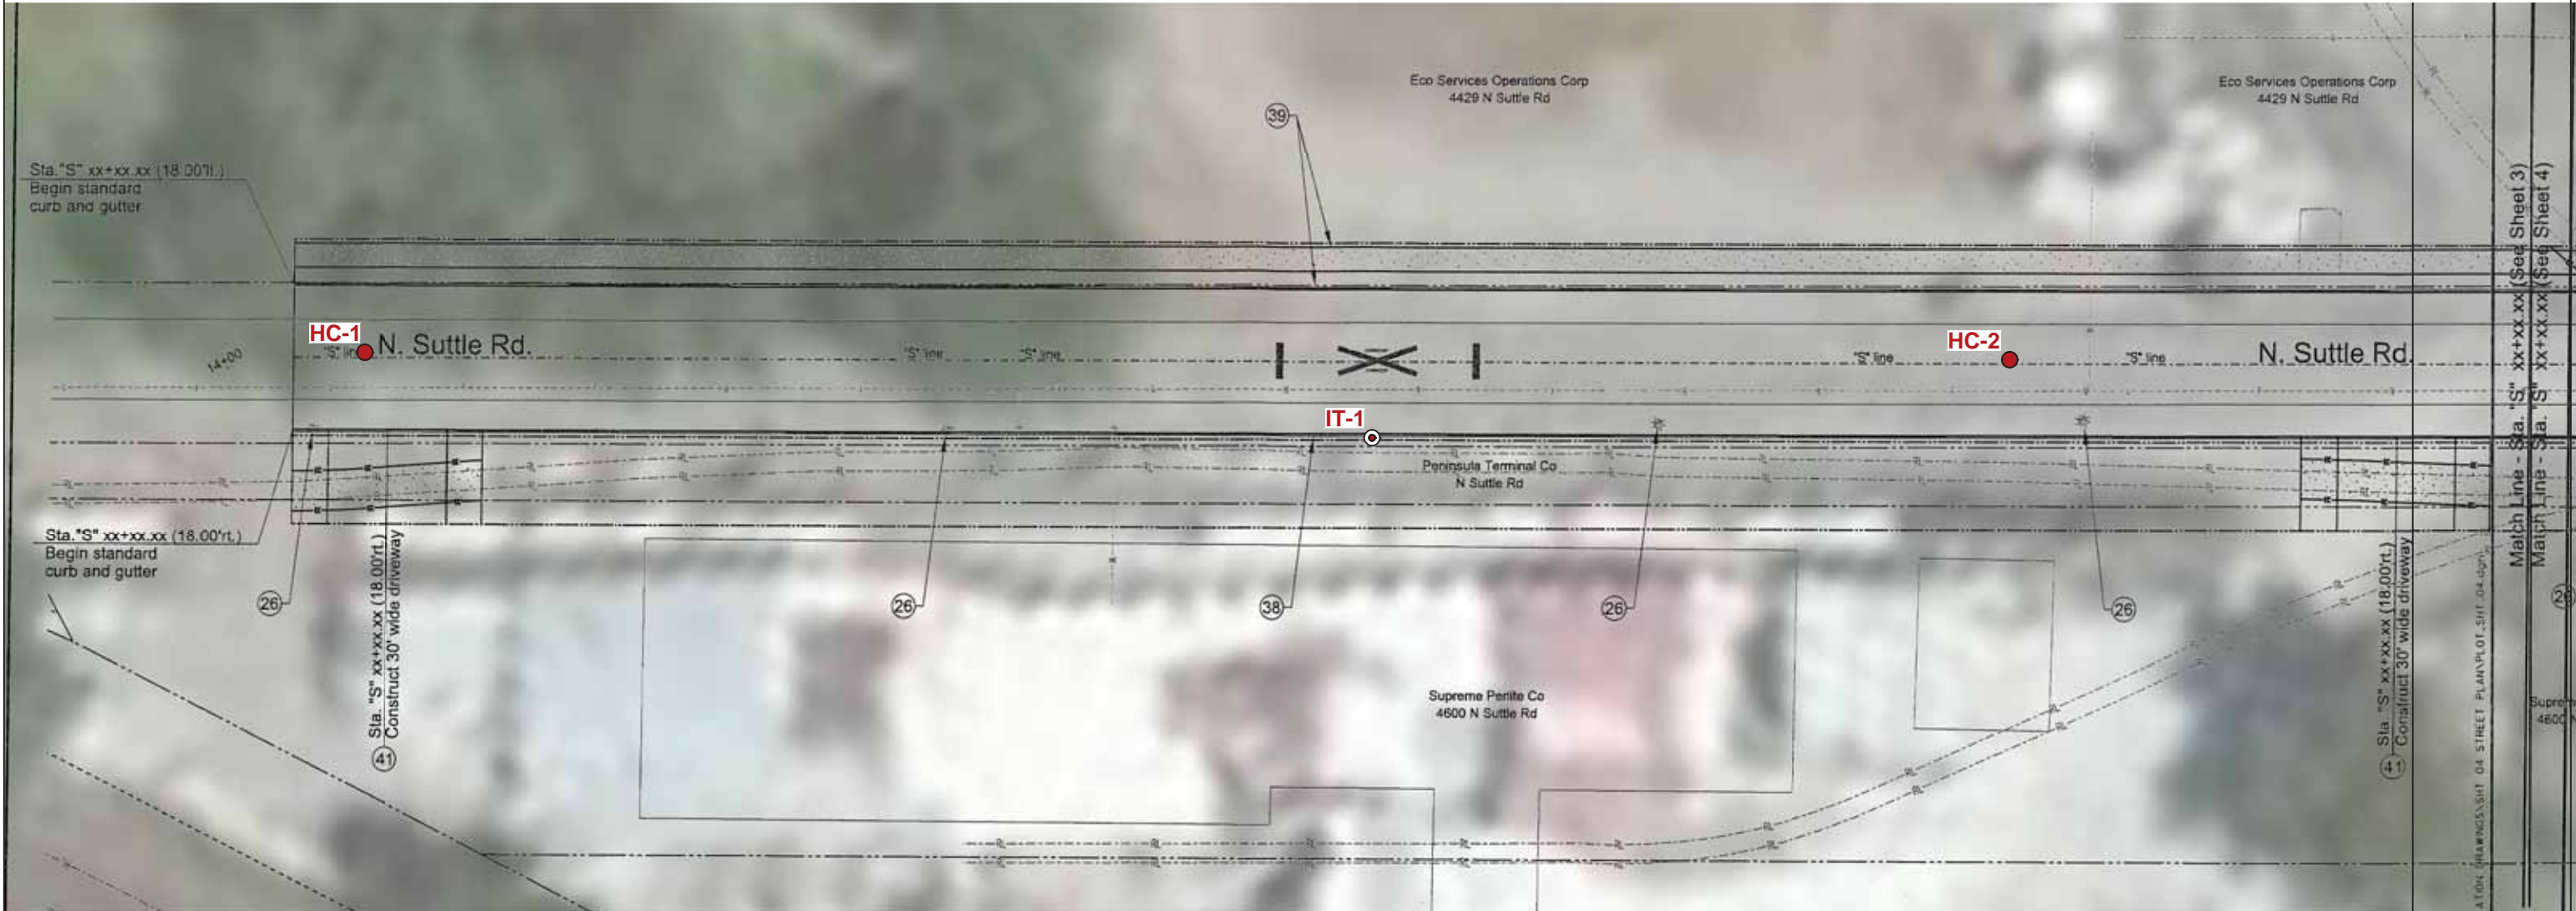 Eco Services Operations Corp
4429 N Suttle Rd
Eco Services Operations Corp
4429 N Suttle Rd
39
Sta."S" xx+xx.xx (18.00'lt.)
Begin standard
curb and gutter
HC-1
N. Suttle Rd.
"S" line
14+00
"S" line
"S" line
HC-2
"S" line
"S" line
N. Suttle Rd.
IT-1
Peninsula Terminal Co
N Suttle Rd
Sta."S" xx+xx.xx (18.00'rt.)
Begin standard
curb and gutter
26
26
38
26
26
26
Sta. "S" xx+xx.xx (18.00'rt.)
Construct 30' wide driveway
41
Supreme Perlite Co
4600 N Suttle Rd
Sta. "S" xx+xx.xx (18.00'rt.)
Construct 30' wide driveway
41
Match Line - Sta. "S" xx+xx.xx (See Sheet 3)
Match Line - Sta. "S" xx+xx.xx (See Sheet 4)
Suprem
4600 N